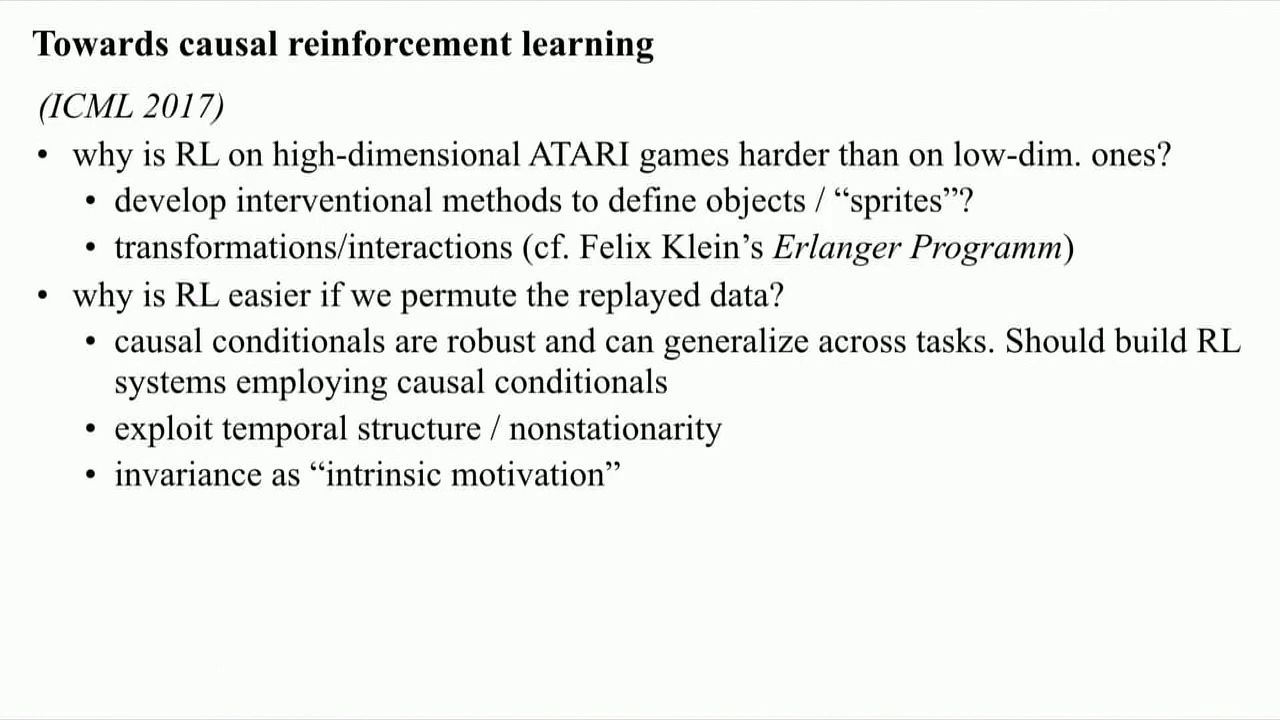 Towards causal reinforcement learning
(ICML 2017)
• why is RL on high-dimensional ATARI games harder than on low-dim. ones?
• develop interventional methods to define objects / “sprites”?
• transformations/interactions (cf. Felix Klein’s Erlanger Programm)
• why is RL easier if we permute the replayed data?
• causal conditionals are robust and can generalize across tasks. Should build RL
systems employing causal conditionals
• exploit temporal structure / nonstationarity
• invariance as “intrinsic motivation”